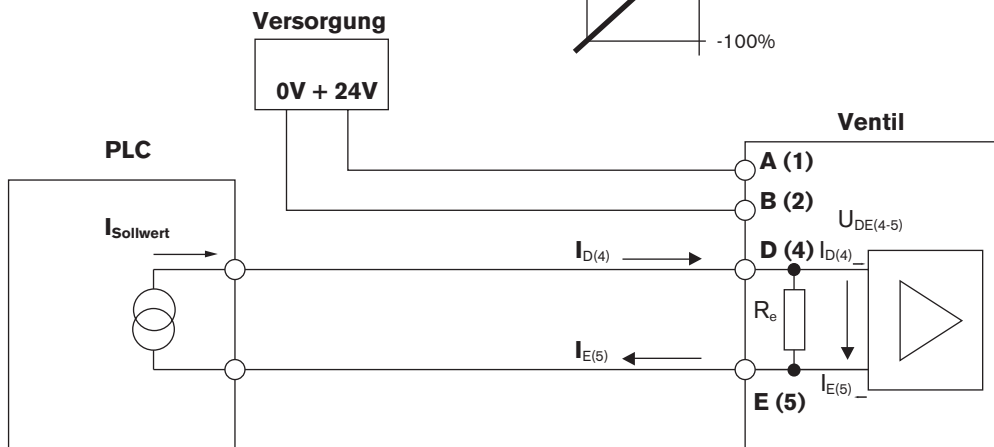 -100%
Versorgung
0V + 24V
Ventil
PLC
A (1)
B (2)
I_Sollwert
U_DE(4-5)
I_D(4)
D (4)
I_D(4)_
R_e
I_E(5)
I_E(5)_
E (5)